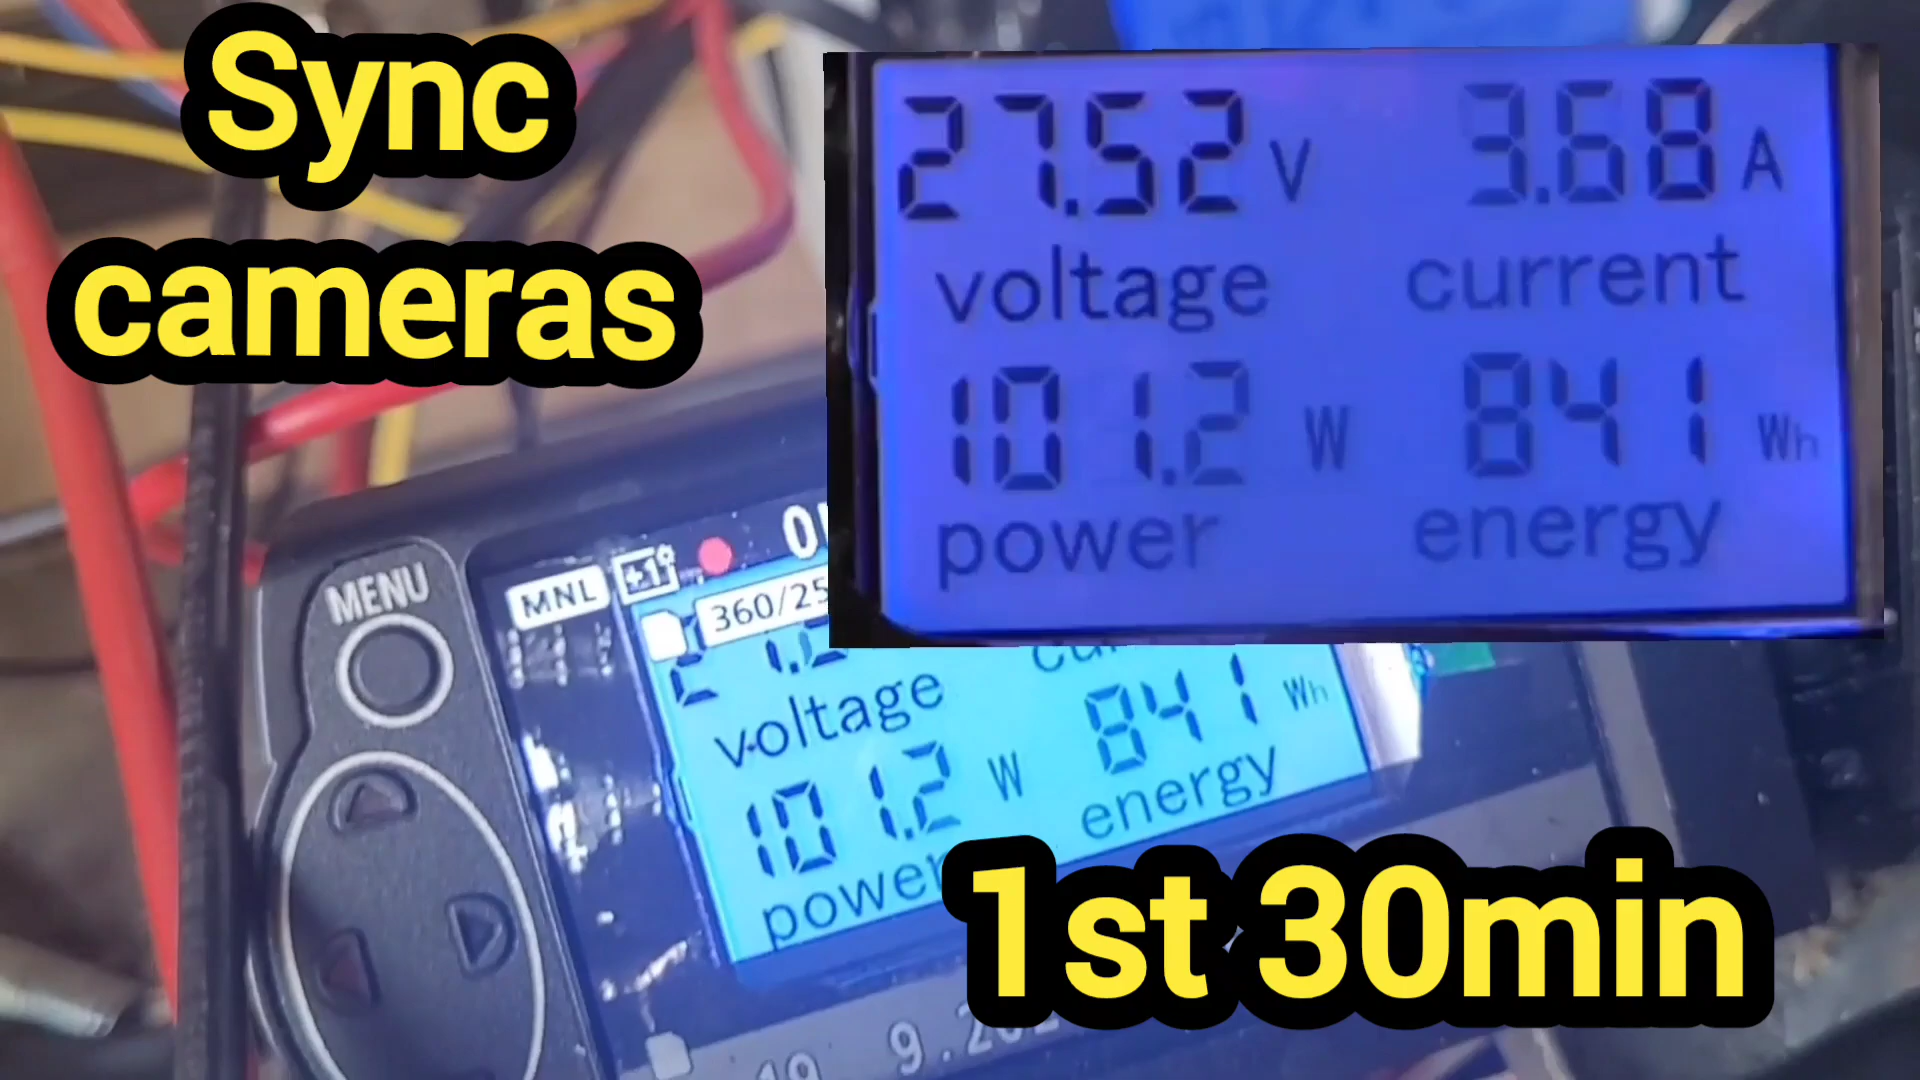 Sync
cameras
27.52 V 3.68 A
voltage current
101.2 W 841 Wh
power energy
MENU
MNL
360/25
voltage
841 Wh
101.2 W
energy
power
1st 30min